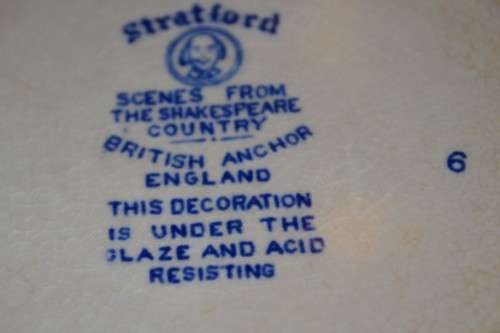 Stratford
SCENES FROM
THE SHAKESPEARE
COUNTRY
BRITISH ANCHOR
ENGLAND
THIS DECORATION
IS UNDER THE
GLAZE AND ACID
RESISTING
6